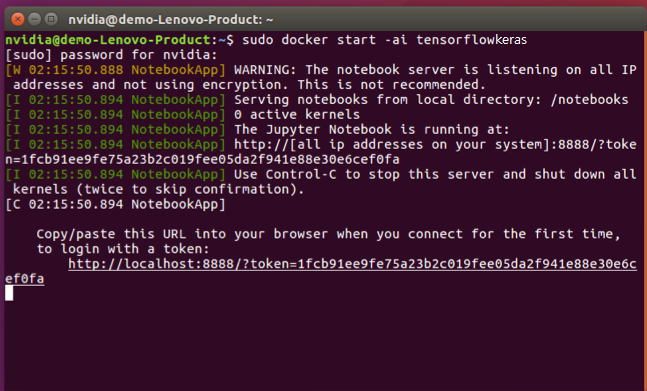 nvidia@demo-Lenovo-Product: ~
nvidia@demo-Lenovo-Product:~$ sudo docker start -ai tensorflowkeras
[sudo] password for nvidia:
[W 02:15:50.888 NotebookApp] WARNING: The notebook server is listening on all IP
 addresses and not using encryption. This is not recommended.
[I 02:15:50.894 NotebookApp] Serving notebooks from local directory: /notebooks
[I 02:15:50.894 NotebookApp] 0 active kernels
[I 02:15:50.894 NotebookApp] The Jupyter Notebook is running at:
[I 02:15:50.894 NotebookApp] http://[all ip addresses on your system]:8888/?toke
n=1fcb91ee9fe75a23b2c019fee05da2f941e88e30e6cef0fa
[I 02:15:50.894 NotebookApp] Use Control-C to stop this server and shut down all
 kernels (twice to skip confirmation).
[C 02:15:50.894 NotebookApp]
    Copy/paste this URL into your browser when you connect for the first time,
    to login with a token:
        http://localhost:8888/?token=1fcb91ee9fe75a23b2c019fee05da2f941e88e30e6c
ef0fa